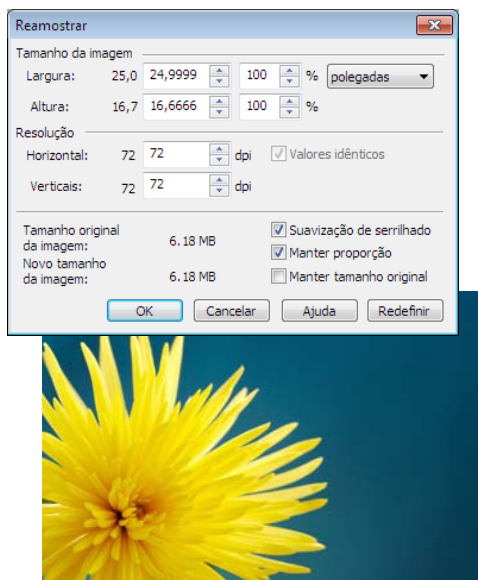 Reamostrar
Tamanho da imagem
Largura: 25,0 24,9999 100 % polegadas
Altura: 16,7 16,6666 100 %
Resolução
Horizontal: 72 72 dpi Valores idênticos
Verticais: 72 72 dpi
Tamanho original
da imagem: 6.18 MB
Novo tamanho
da imagem: 6.18 MB
Suavização de serrilhado
Manter proporção
Manter tamanho original
OK Cancelar Ajuda Redefinir